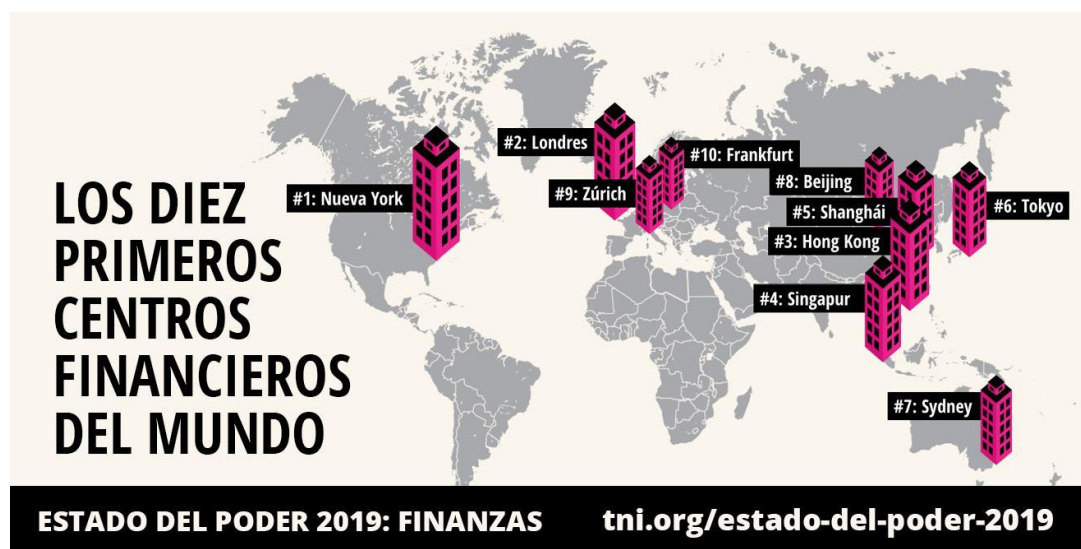 LOS DIEZ
PRIMEROS
CENTROS
FINANCIEROS
DEL MUNDO
#1: Nueva York
#2: Londres
#9: Zúrich
#10: Frankfurt
#8: Beijing
#5: Shanghái
#3: Hong Kong
#6: Tokyo
#4: Singapur
#7: Sydney
ESTADO DEL PODER 2019: FINANZAS
tni.org/estado-del-poder-2019